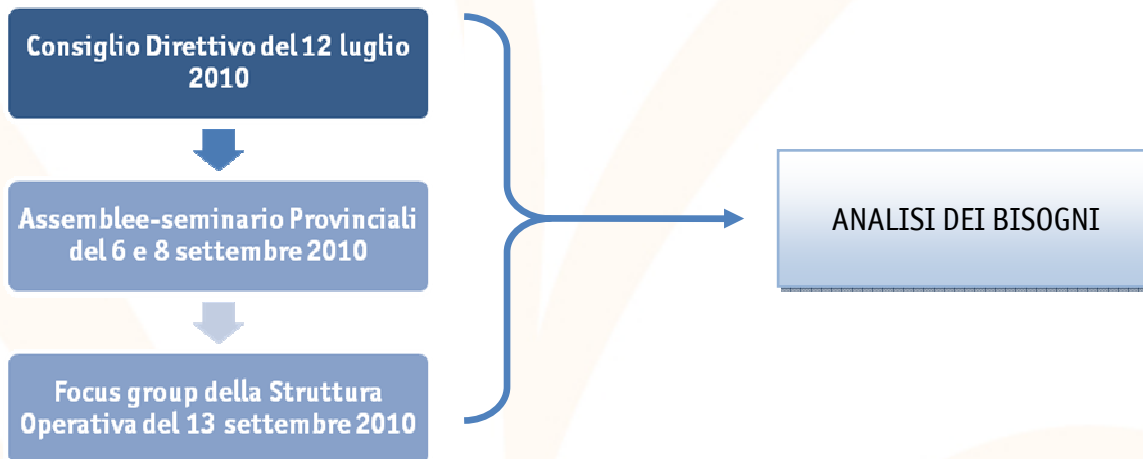 Consiglio Direttivo del 12 luglio
2010
Assemblee-seminario Provinciali
del 6 e 8 settembre 2010
Focus group della Struttura
Operativa del 13 settembre 2010
ANALISI DEI BISOGNI